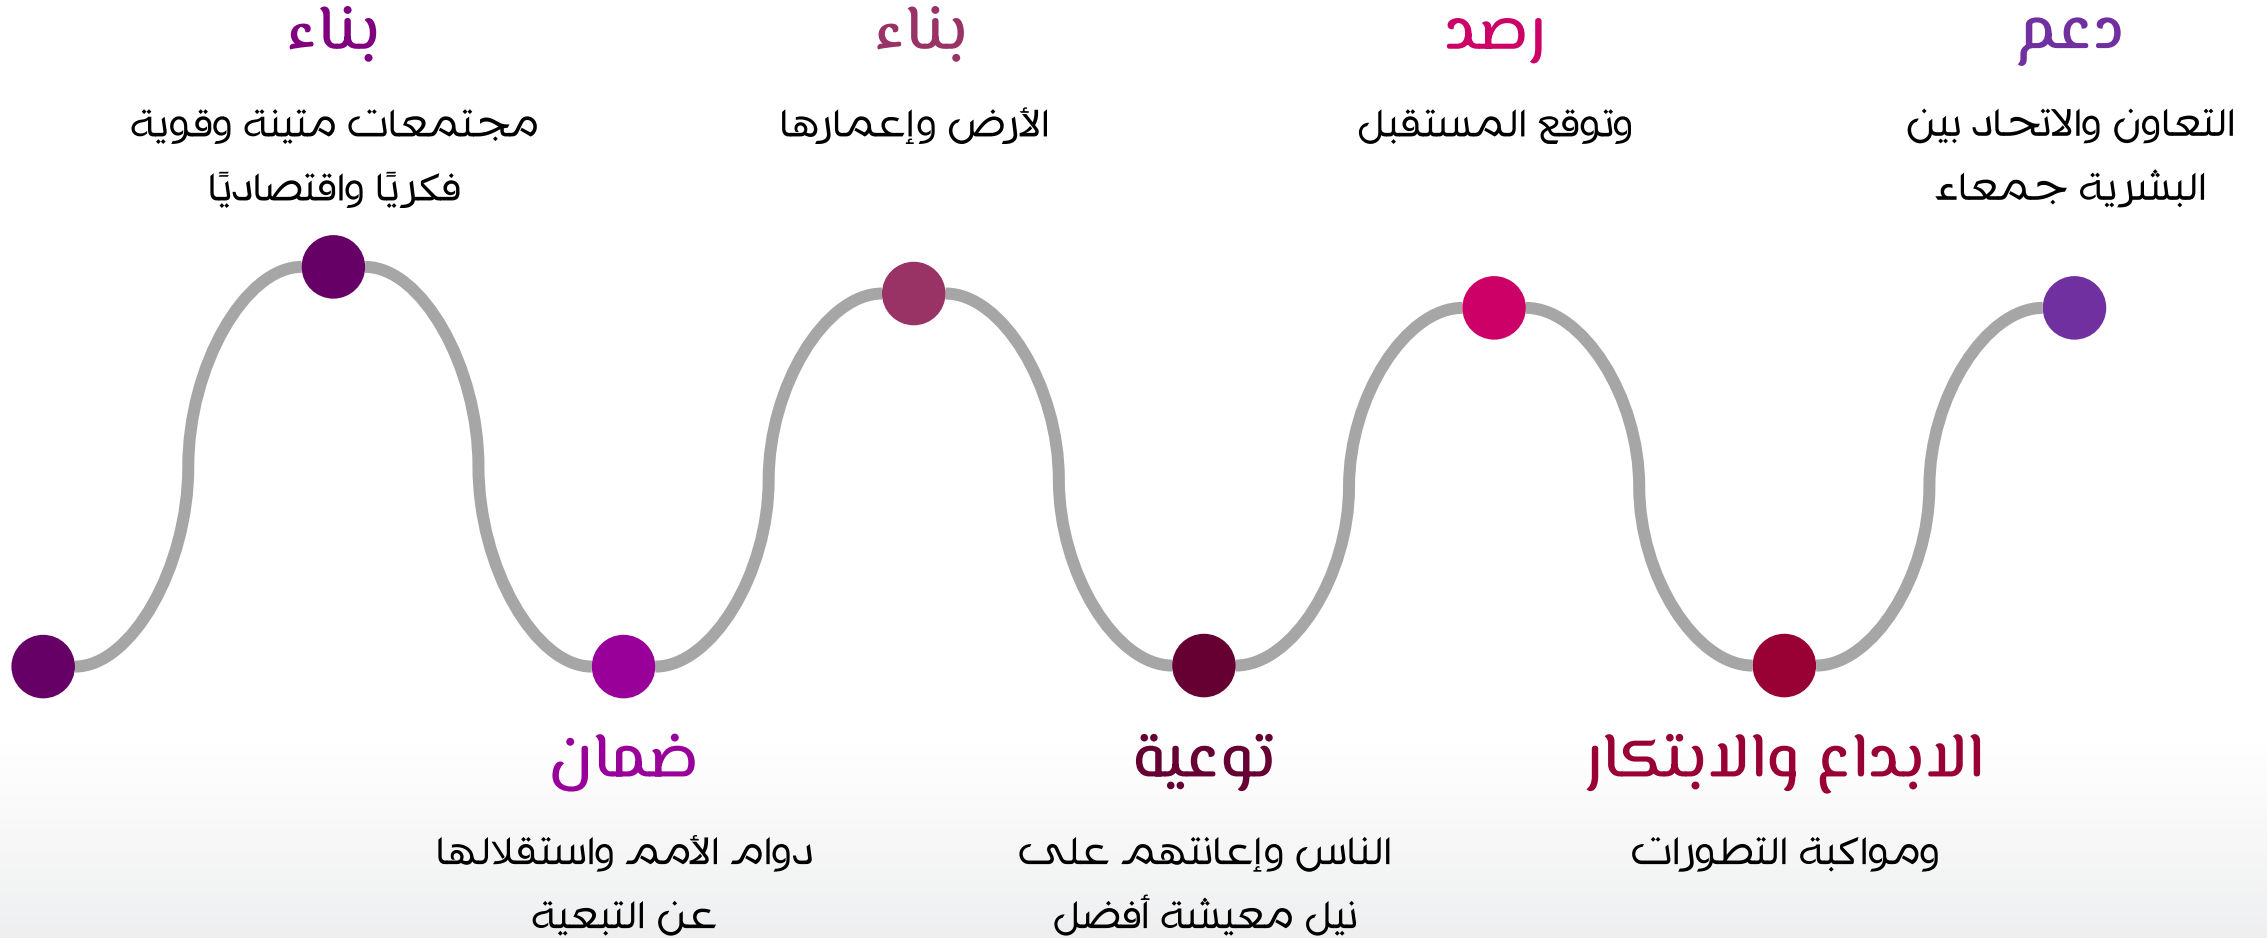 دعم
التعاون والاتحاد بين
البشرية جمعاء
الابداع والابتكار
ومواكبة التطورات
رصد
وتوقع المستقبل
توعية
الناس وإعانتهم على
نيل معيشة أفضل
بناء
الأرض وإعمارها
ضمان
دوام الأمم واستقلالها
عن التبعية
بناء
مجتمعات متينة وقوية
فكريًا واقتصاديًا